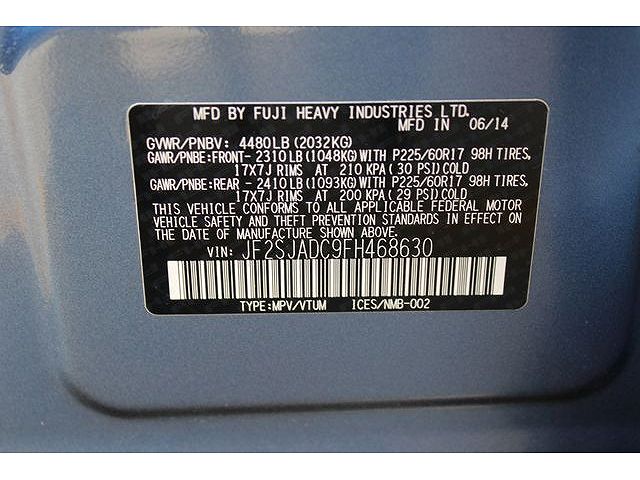 MFD BY FUJI HEAVY INDUSTRIES LTD.
MFD IN 06/14
GVWR/PNBV: 4480LB(2032KG)
GAWR/PNBE:FRONT- 2310LB(1048KG)WITH P225/60R17 98H TIRES,
17X7J RIMS AT 210 KPA(30 PSI)COLD
GAWR/PNBE:REAR - 2410LB(1093KG)WITH P225/60R17 98H TIRES,
17X7J RIMS AT 200 KPA(29 PSI)COLD
THIS VEHICLE CONFORMS TO ALL APPLICABLE FEDERAL MOTOR
VEHICLE SAFETY AND THEFT PREVENTION STANDARDS IN EFFECT ON
THE DATE OF MANUFACTURE SHOWN ABOVE.
VIN: JF2SJADC9FH468630
TYPE:MPV/VTUM ICES/NMB-002